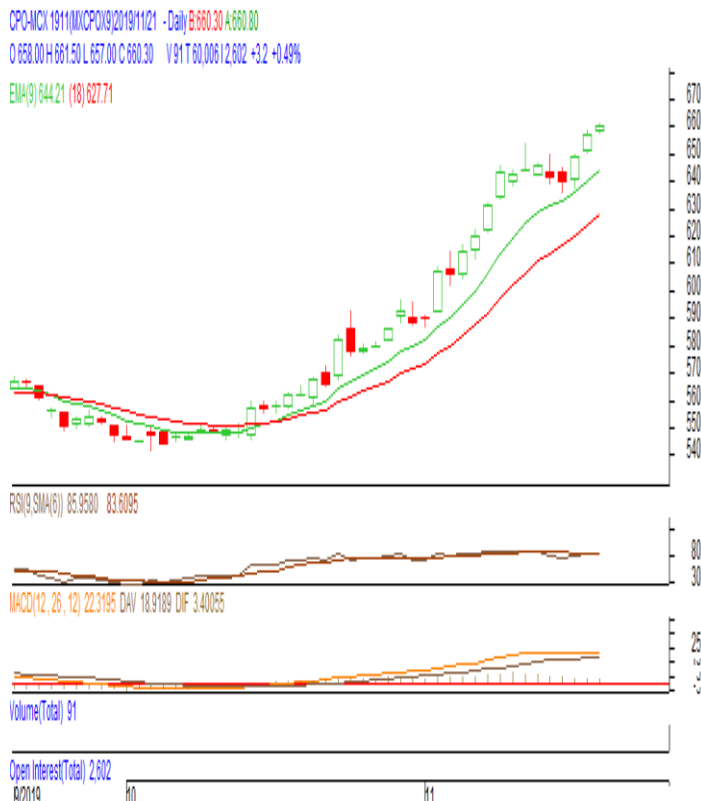 CPO-MCX 1911(MXCPOX9)2019/11/21 - Daily B:660.30 A:660.80
O 658.00 H 661.50 L 657.00 C 660.30 V 91 T 60,006 I 2,602 +3.2 +0.49%
EMA(9) 644.21 (18) 627.71
670
660
650
640
630
620
610
600
590
580
570
560
550
540
RSI(9,SMA(6)) 85.9580 83.6095
80
30
MACD(12 , 26 , 12) 22.3195 DAV 18.9189 DIF 3.40055
25
Volume(Total) 91
Open Interest(Total) 2,602
9/2019 10 11